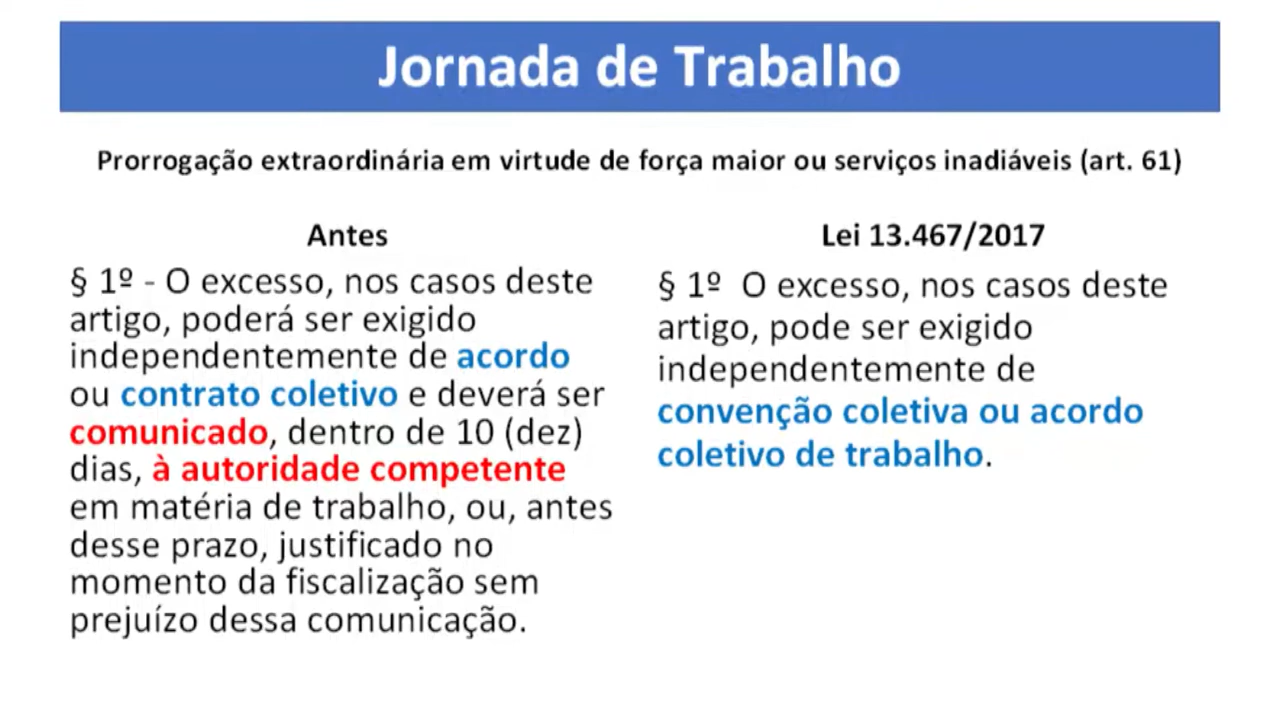 Jornada de Trabalho
Prorrogação extraordinária em virtude de força maior ou serviços inadiáveis (art. 61)
Antes
§ 1º - O excesso, nos casos deste
artigo, poderá ser exigido
independentemente de acordo
ou contrato coletivo e deverá ser
comunicado, dentro de 10 (dez)
dias, à autoridade competente
em matéria de trabalho, ou, antes
desse prazo, justificado no
momento da fiscalização sem
prejuízo dessa comunicação.
Lei 13.467/2017
§ 1º O excesso, nos casos deste
artigo, pode ser exigido
independentemente de
convenção coletiva ou acordo
coletivo de trabalho.